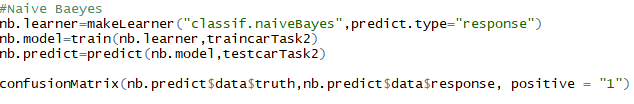 #Naive Baeyes
nb.learner=makeLearner("classif.naiveBayes",predict.type="response")
nb.model=train(nb.learner,traincarTask2)
nb.predict=predict(nb.model,testcarTask2)
confusionMatrix(nb.predict$data$truth,nb.predict$data$response, positive = "1")